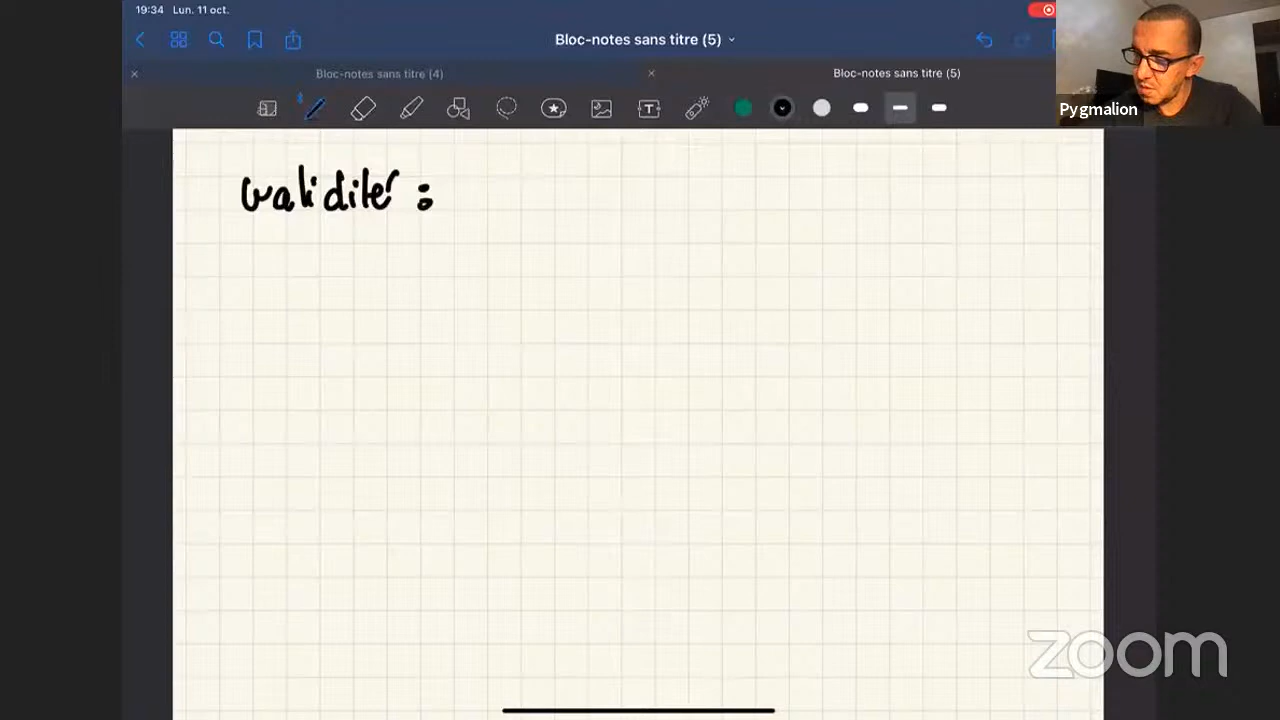 19:34 Lun. 11 oct.
Bloc-notes sans titre (5)
Bloc-notes sans titre (4)
Bloc-notes sans titre (5)
T
Pygmalion
validité :
zoom